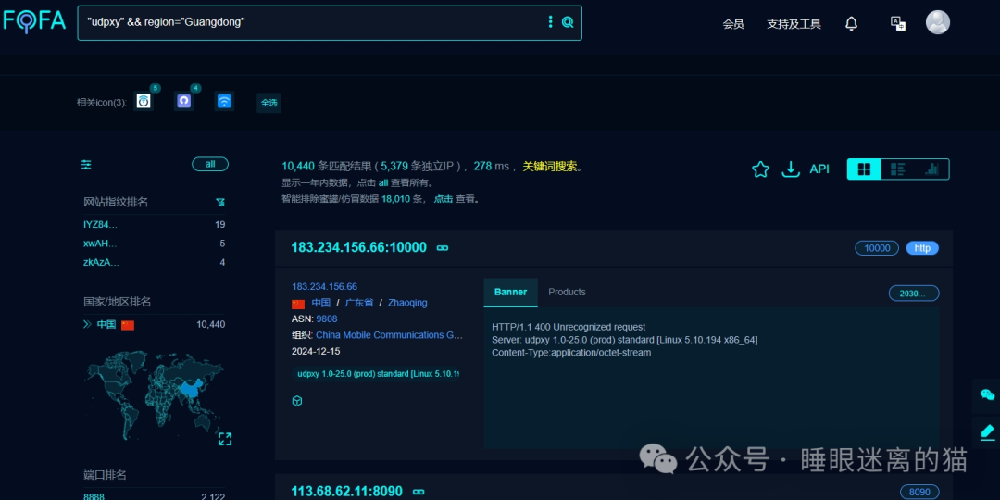 FOFA
"udpxy" && region="Guangdong"
会员
支持及工具
相关icon(3):
5
4
全选
all
10,440 条匹配结果 ( 5,379 条独立IP ) ，278 ms ，关键词搜索。
显示一年内数据，点击 all 查看所有。
智能排除蜜罐/仿冒数据 18,010 条， 点击 查看。
API
网站指纹排名
IYZ84... 19
xwAH... 5
zkAzA... 4
国家/地区排名
中国 10,440
端口排名
8888 2,122
183.234.156.66:10000
10000
http
183.234.156.66
中国 / 广东省 / Zhaoqing
ASN: 9808
组织: China Mobile Communications G...
2024-12-15
udpxy 1.0-25.0 (prod) standard [Linux 5.10.19
Banner
Products
-2030...
HTTP/1.1 400 Unrecognized request
Server: udpxy 1.0-25.0 (prod) standard [Linux 5.10.194 x86_64]
Content-Type:application/octet-stream
公众号 · 睡眼迷离的猫
113.68.62.11:8090
8090